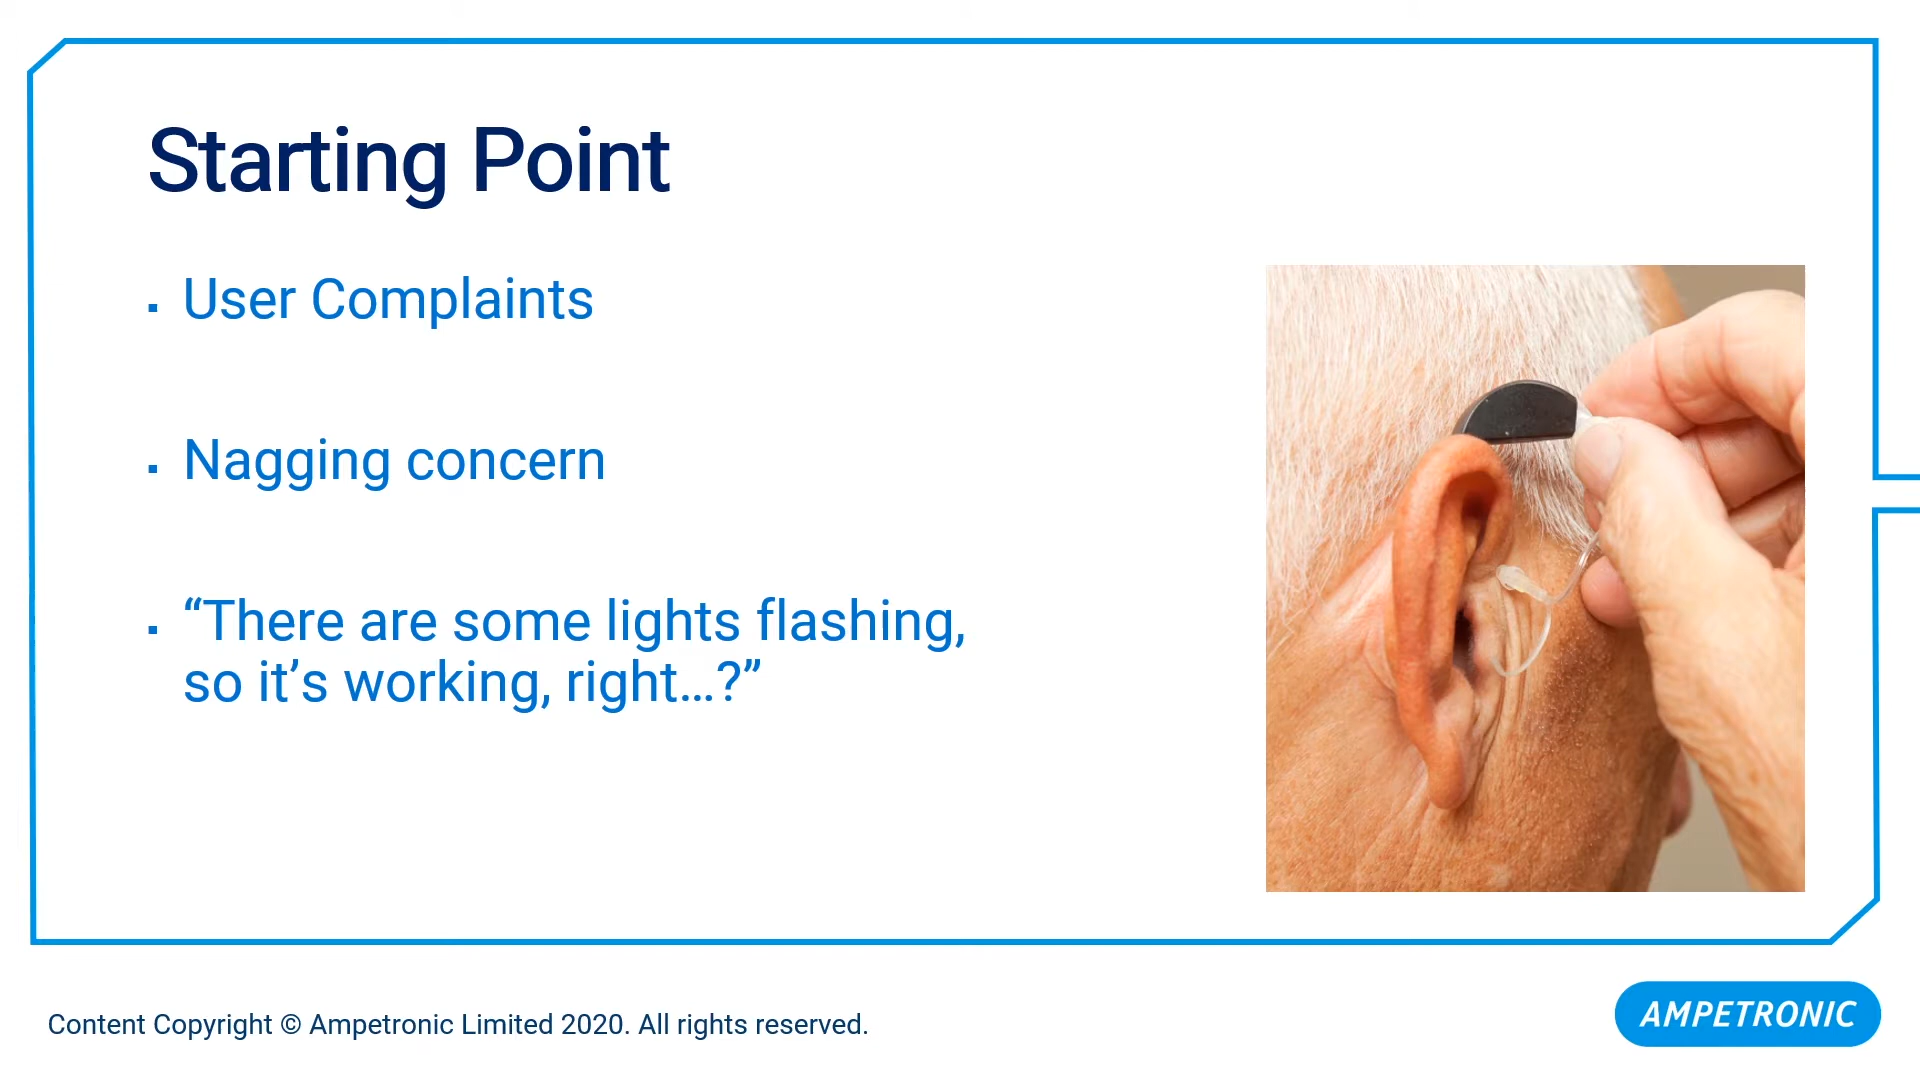 Starting Point
▪ User Complaints
▪ Nagging concern
▪ “There are some lights flashing,
so it’s working, right…?”
Content Copyright © Ampetronic Limited 2020. All rights reserved.
AMPETRONIC